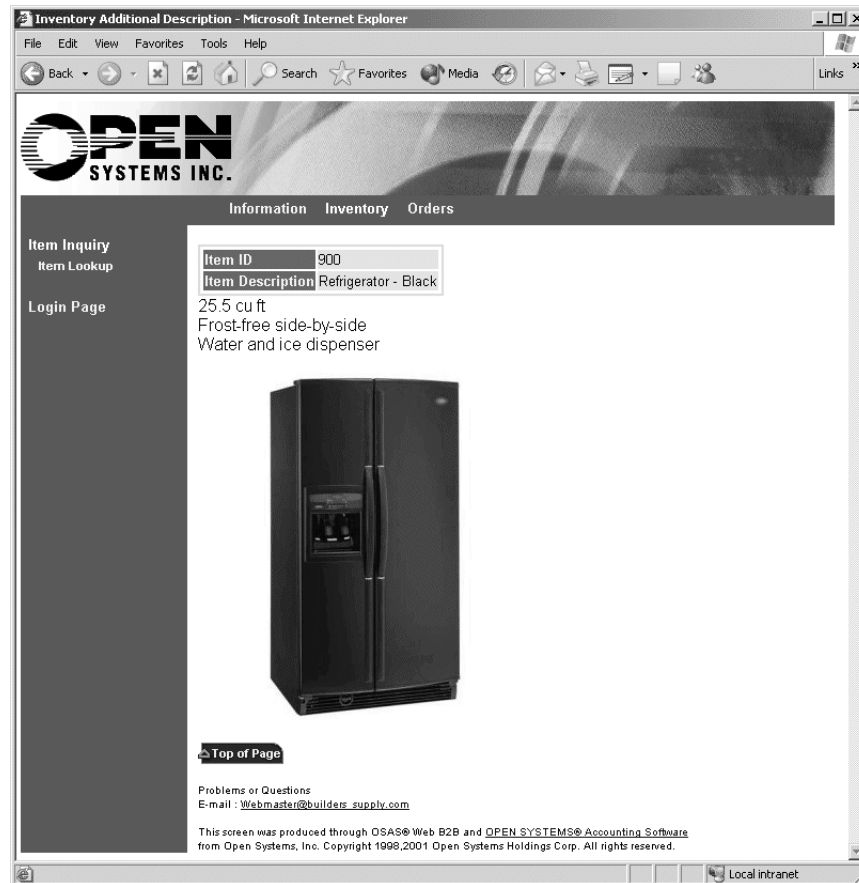 Inventory Additional Description - Microsoft Internet Explorer
File Edit View Favorites Tools Help
Back Search Favorites Media Links »
OPEN
SYSTEMS INC.
Information Inventory Orders
Item Inquiry
Item Lookup
Login Page
Item ID 900
Item Description Refrigerator - Black
25.5 cu ft
Frost-free side-by-side
Water and ice dispenser
Top of Page
Problems or Questions
E-mail : Webmaster@builders_supply.com
This screen was produced through OSAS® Web B2B and OPEN SYSTEMS® Accounting Software
from Open Systems, Inc. Copyright 1998,2001 Open Systems Holdings Corp. All rights reserved.
Local intranet